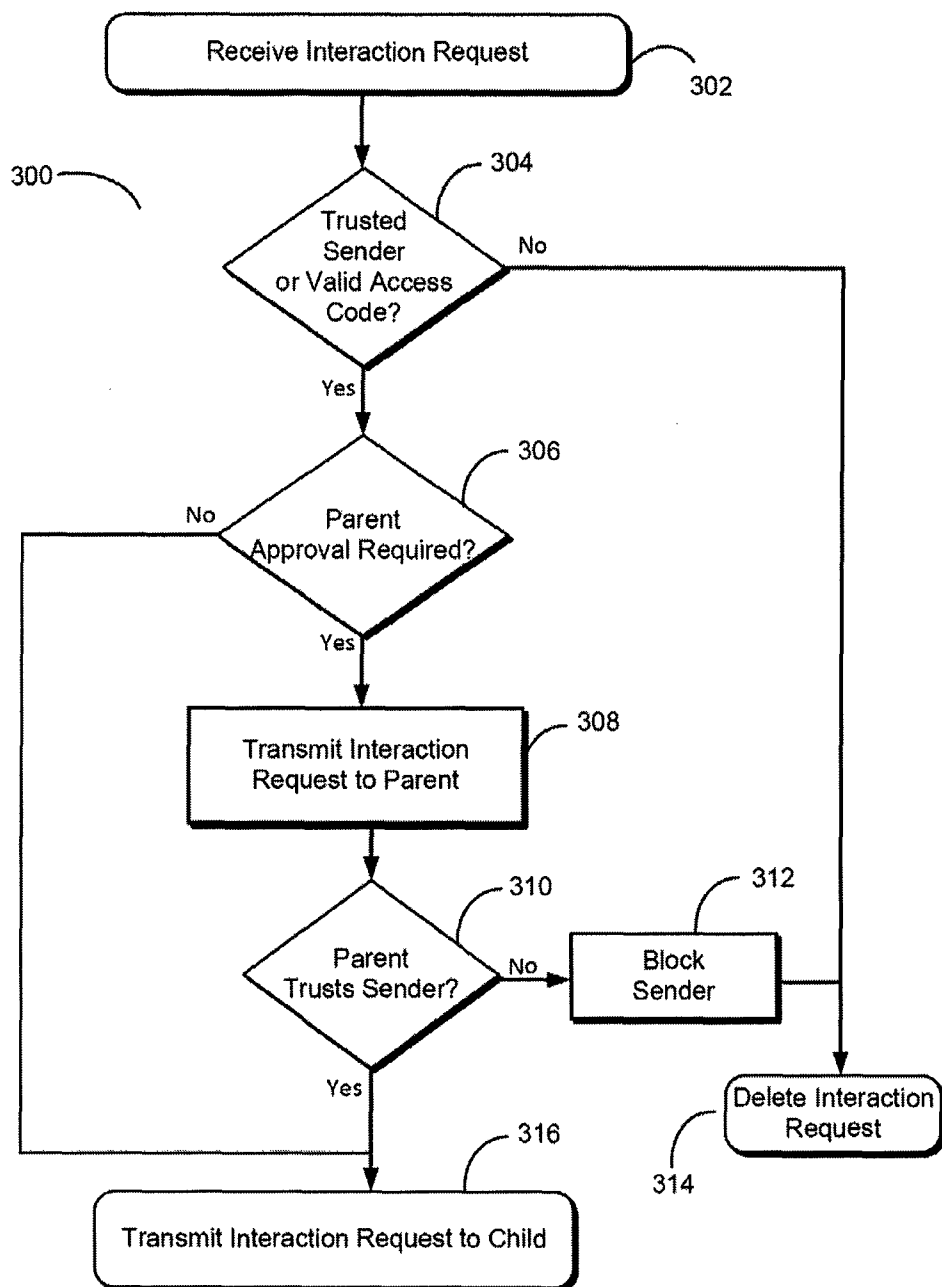 Receive Interaction Request
302
304
300
Trusted
Sender
or Valid Access
Code?
No
Yes
306
No
Parent
Approval Required?
Yes
308
Transmit Interaction
Request to Parent
310
312
Parent
Trusts Sender?
No
Block
Sender
Yes
Delete Interaction
Request
314
316
Transmit Interaction Request to Child